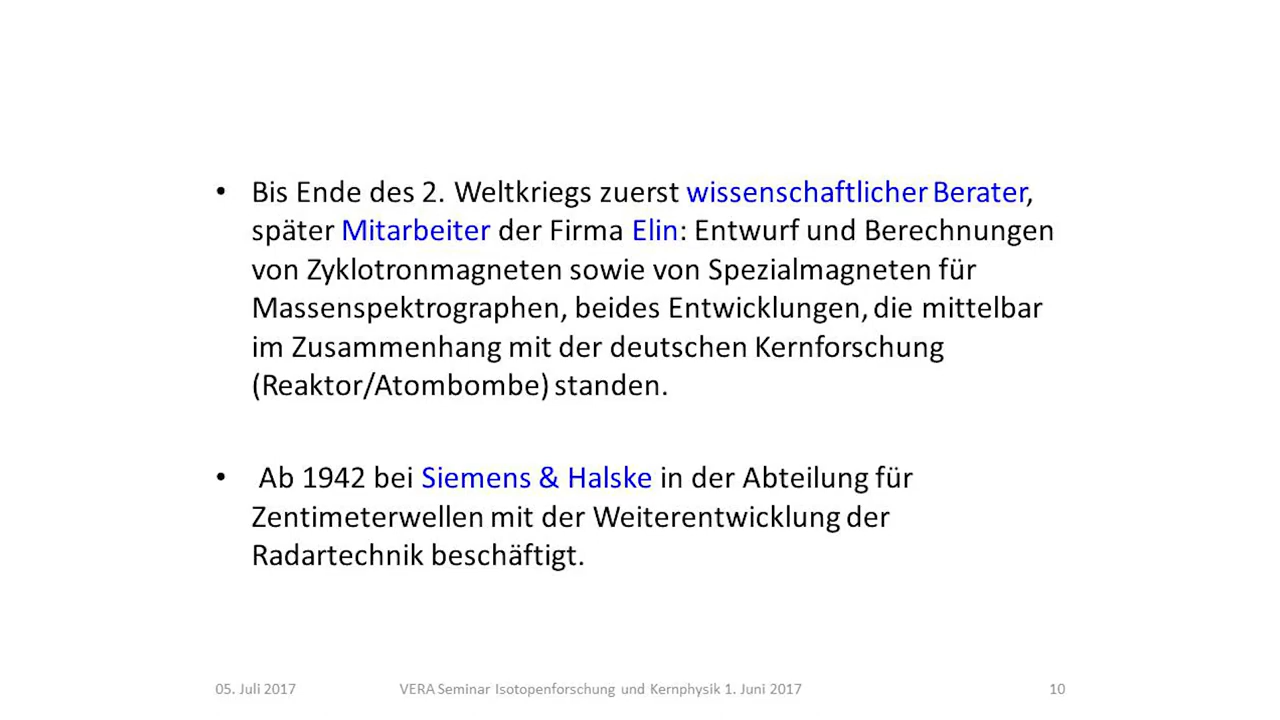 • Bis Ende des 2. Weltkriegs zuerst wissenschaftlicher Berater,
später Mitarbeiter der Firma Elin: Entwurf und Berechnungen
von Zyklotronmagneten sowie von Spezialmagneten für
Massenspektrographen, beides Entwicklungen, die mittelbar
im Zusammenhang mit der deutschen Kernforschung
(Reaktor/Atombombe) standen.
• Ab 1942 bei Siemens & Halske in der Abteilung für
Zentimeterwellen mit der Weiterentwicklung der
Radartechnik beschäftigt.
05. Juli 2017 VERA Seminar Isotopenforschung und Kernphysik 1. Juni 2017 10